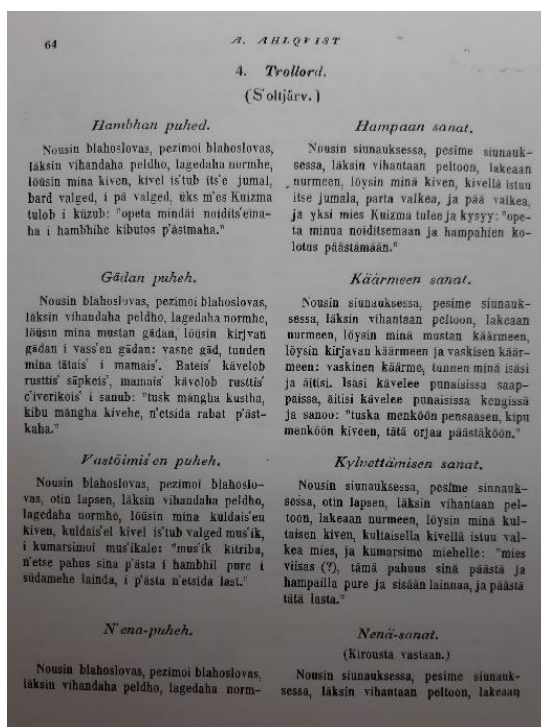 64
A. AHLQVIST
4. Trollord.
(S'oltjärv.)
Hambhan puhed.
Nousin blahoslovas, pezimoi blahoslovas,
läksin vihandaha peldho, lagedaha normhe,
löüsin mina kiven, kivel is'tub its'e jumal,
bard valged, i pä valged, üks m'es Kuizma
tulob i küzub: "opeta mindäi noidits'eina-
ha i hambhihe kibutos p'ästmaha."
Gädan puheh.
Nousin blahoslovas, pezimoi blahoslovas,
läksin vihandaha peldho, lagedaha normhe,
löüsin mina mustan gädan, löüsin kirjvan
gädan i vass'en gädan: vasne gäd, tunden
mina tätais' i mamais'. Bateis' kävelob
rusttis' säpkeis', mamais' kävelob rusttis'
c'iverikois' i sanub: "tusk mängha kustha,
kibu mängha kivehe, n'etsida rabat p'äst-
kaha."
Vastöimis'en puheh.
Nousin blahoslovas, pezimoi blahoslo-
vas, otin lapsen, läksin vihandaha peldho,
lagedaha normhe, löüsin mina kuldais'en
kiven, kuldais'el kivel is'tub valged mus'ik,
i kumarsimoi mus'ikale: "mus'ik kitriba,
n'etse pahus sina p'ästa i hambhil pure i
südamehe lainda, i p'ästa n'etsida last."
N'ena-puheh.
Nousin blahoslovas, pezimoi blahoslovas,
läksin vihandaha peldho, lagedaha norm-
Hampaan sanat.
Nousin siunauksessa, pesime siunauk-
sessa, läksin vihantaan peltoon, lakeaan
nurmeen, löysin minä kiven, kivellä istuu
itse jumala, parta valkea, ja pää valkea,
ja yksi mies Kuizma tulee ja kysyy: "ope-
ta minua noiditsemaan ja hampahien ko-
lotus päästämään."
Käärmeen sanat.
Nousin siunauksessa, pesime siunauk-
sessa, läksin vihantaan peltoon, lakeaan
nurmeen, löysin minä mustan käärmeen,
löysin kirjavan käärmeen ja vaskisen käär-
meen: vaskinen käärme, tunnen minä isäsi
ja äitisi. Isäsi kävelee punaisissa saap-
paissa, äitisi kävelee punaisissa kengissä
ja sanoo: "tuska menköön pensaasen, kipu
menköön kiveen, tätä orjaa päästäköön."
Kylvettämisen sanat.
Nousin siunauksessa, pesime sinnauk-
sessa, otin lapsen, läksin vihantaan pel-
toon, lakeaan nurmeen, löysin minä kul-
taisen kiven, kultaisella kivellä istuu val-
kea mies, ja kumarsime miehelle: "mies
viisas (?), tämä pahuus sinä päästä ja
hampailla pure ja sisään lainnaa, ja päästä
tätä lasta."
Nenä-sanat.
(Kirousta vastaan.)
Nousin siunauksessa, pesime siunauk-
sessa, läksin vihantaan peltoon, lakeaan